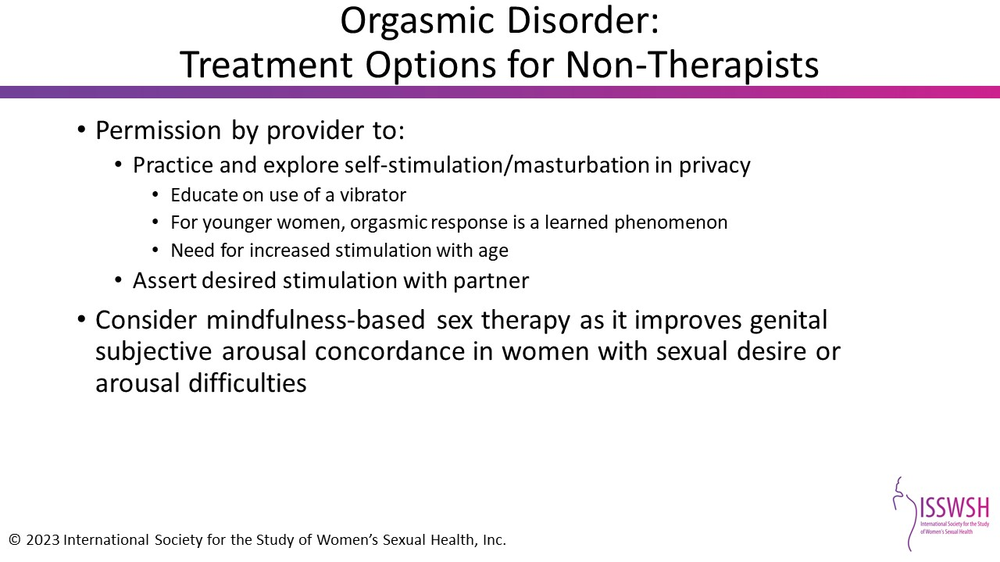 Orgasmic Disorder:
Treatment Options for Non-Therapists
• Permission by provider to:
• Practice and explore self-stimulation/masturbation in privacy
• Educate on use of a vibrator
• For younger women, orgasmic response is a learned phenomenon
• Need for increased stimulation with age
• Assert desired stimulation with partner
• Consider mindfulness-based sex therapy as it improves genital
subjective arousal concordance in women with sexual desire or
arousal difficulties
ISSWSH
International Society for the Study
of Women's Sexual Health
© 2023 International Society for the Study of Women’s Sexual Health, Inc.